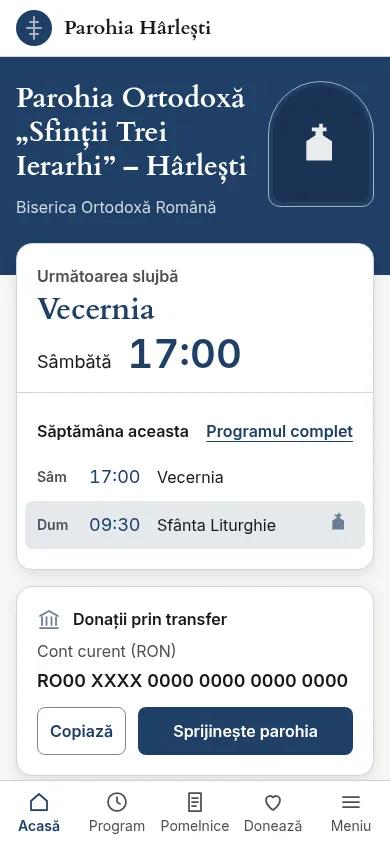 Parohia Hârlești
Parohia Ortodoxă
„Sfinții Trei
Ierarhi” – Hârlești
Biserica Ortodoxă Română
Următoarea slujbă
Vecernia
Sâmbătă 17:00
Săptămâna aceasta Programul complet
Sâm 17:00 Vecernia
Dum 09:30 Sfânta Liturghie
Donații prin transfer
Cont curent (RON)
RO00 XXXX 0000 0000 0000 0000
Copiază Sprijinește parohia
Acasă Program Pomelnice Donează Meniu